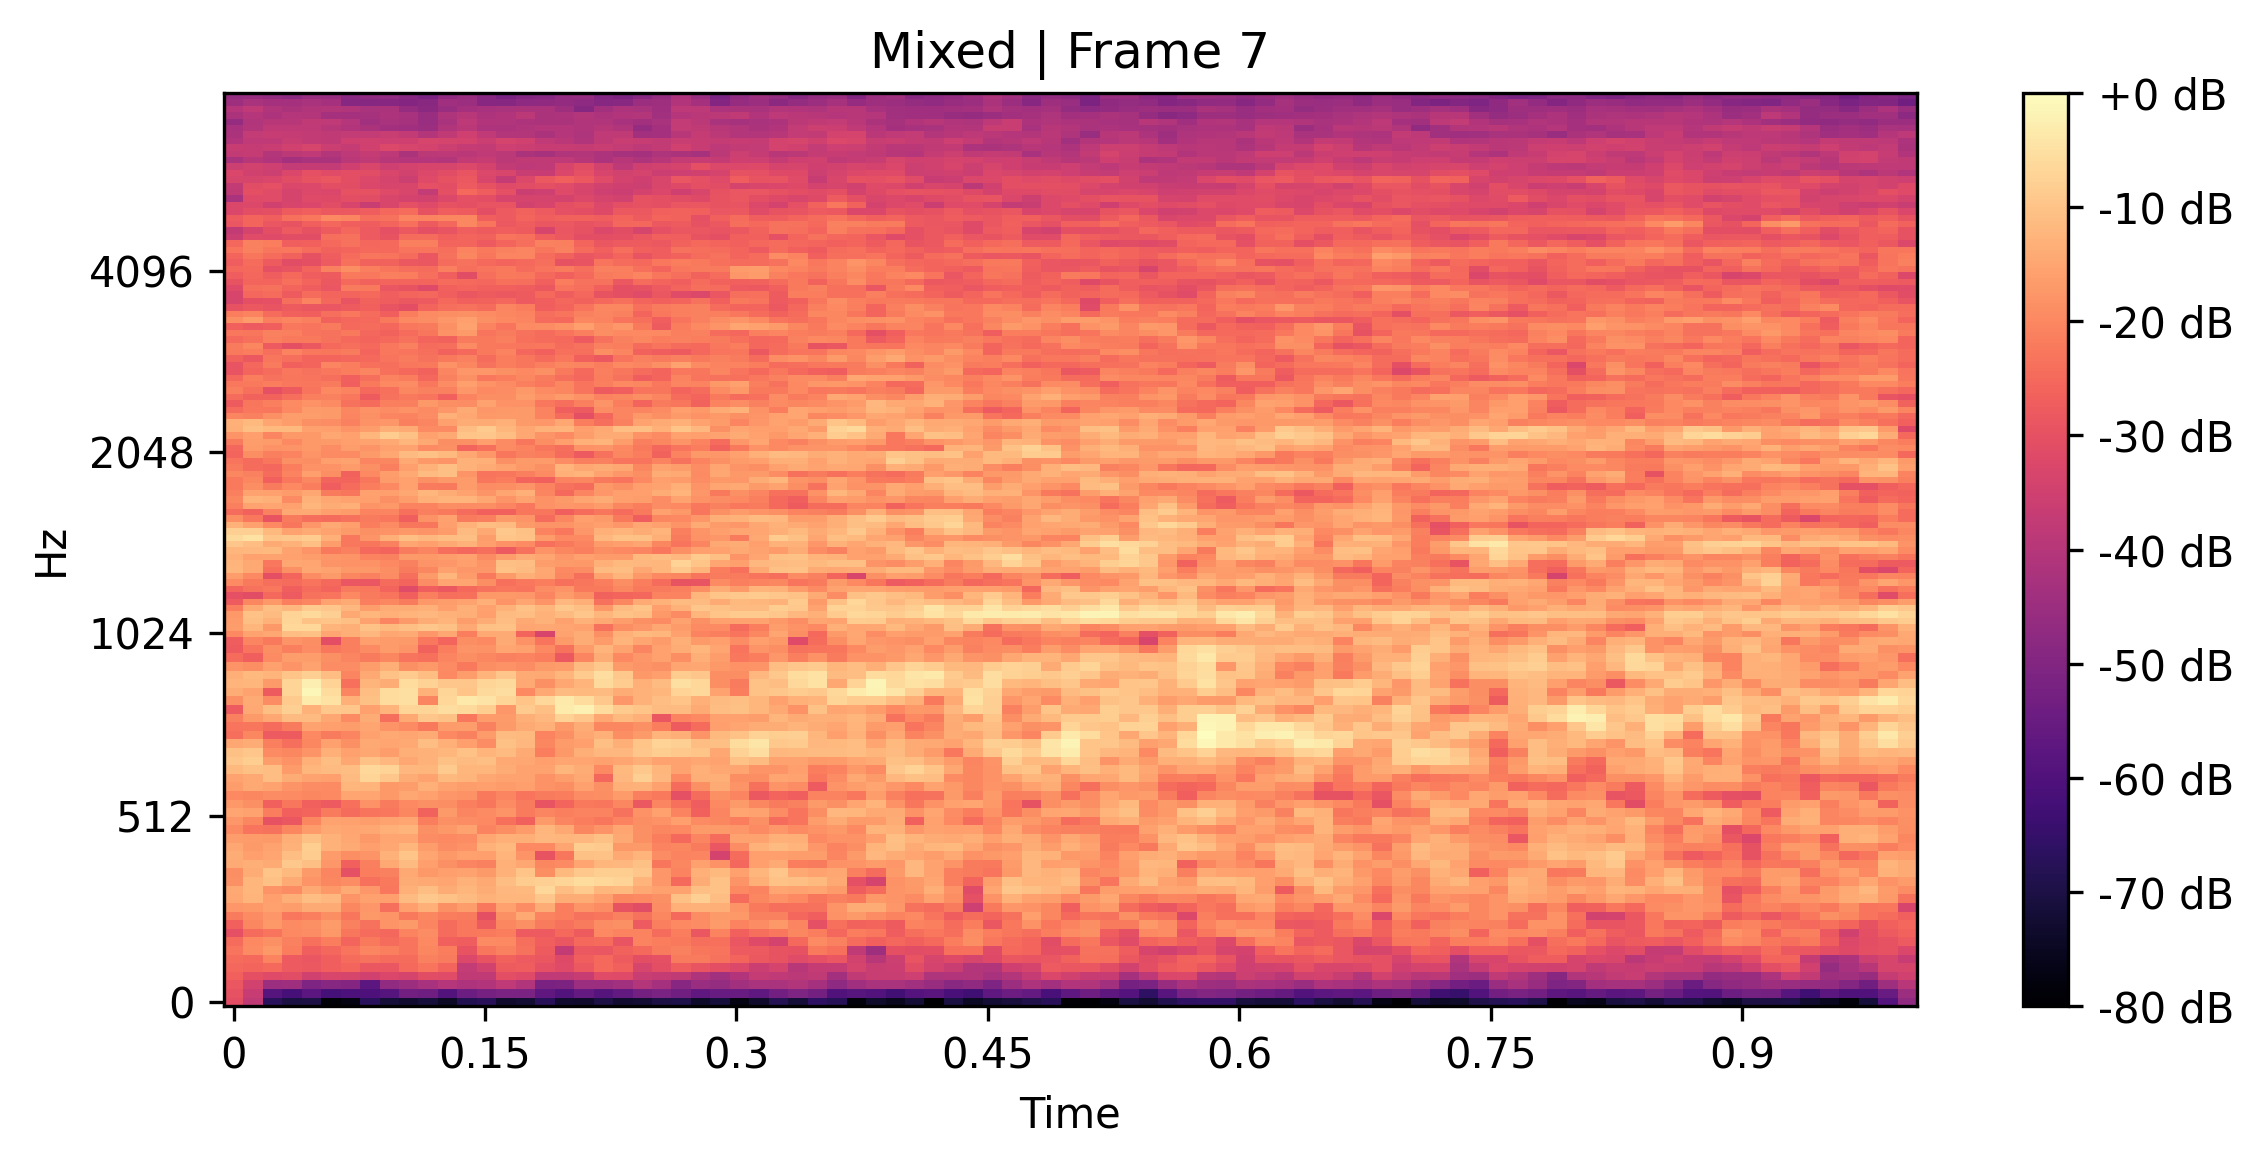 Mixed | Frame 7
+0 dB
-10 dB
-20 dB
-30 dB
-40 dB
-50 dB
-60 dB
-70 dB
-80 dB
4096
2048
1024
512
0
Hz
0 0.15 0.3 0.45 0.6 0.75 0.9
Time